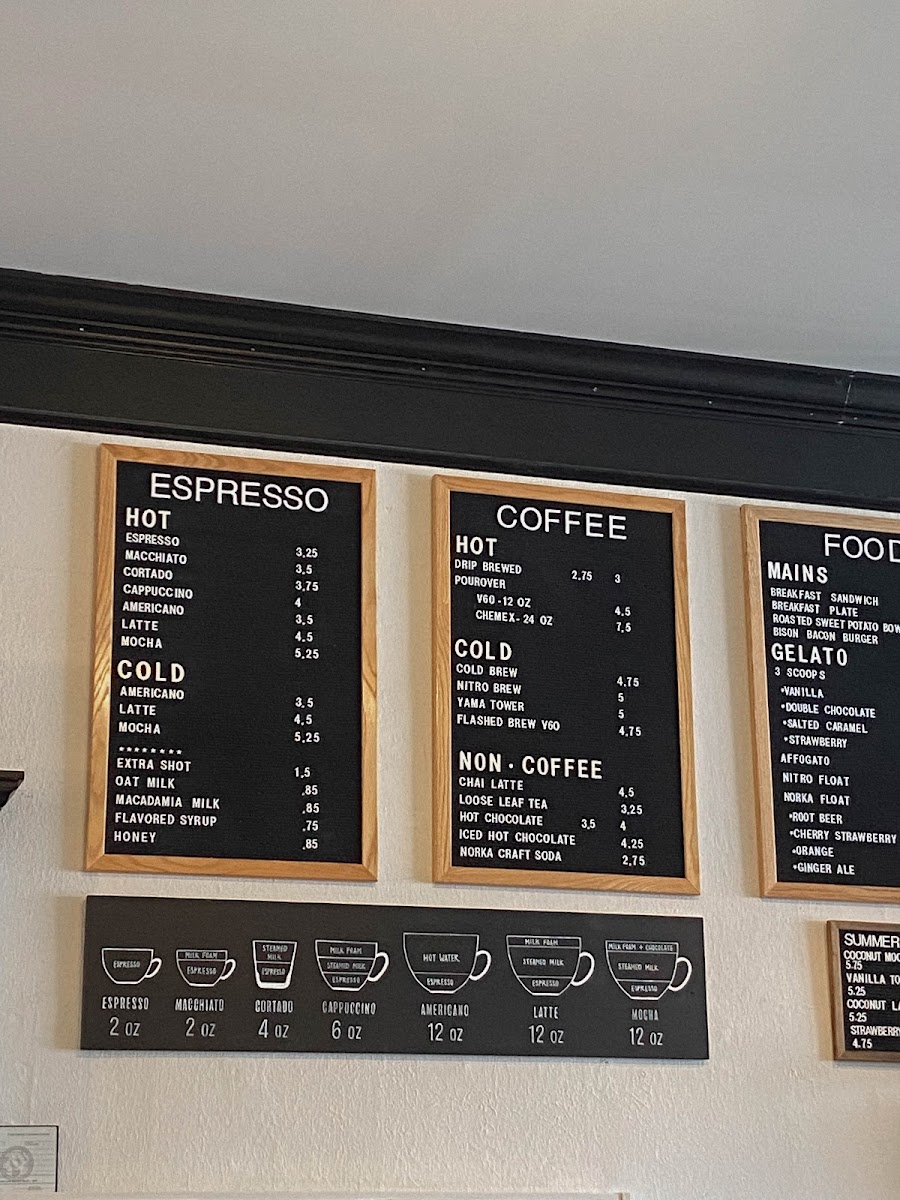 ESPRESSO
HOT
ESPRESSO 3.25
MACCHIATO 3.5
CORTADO 3.75
CAPPUCCINO 4
AMERICANO 3.5
LATTE 4.5
MOCHA 5.25
COLD
AMERICANO 3.5
LATTE 4.5
MOCHA 5.25
********
EXTRA SHOT 1.5
OAT MILK .85
MACADAMIA MILK .85
FLAVORED SYRUP .75
HONEY .85
COFFEE
HOT
DRIP BREWED 2.75 3
POUROVER
V60-12 OZ 4.5
CHEMEX-24 OZ 7.5
COLD
COLD BREW 4.75
NITRO BREW 5
YAMA TOWER 5
FLASHED BREW V60 4.75
NON·COFFEE
CHAI LATTE 4.5
LOOSE LEAF TEA 3.25
HOT CHOCOLATE 3.5 4
ICED HOT CHOCOLATE 4.25
NORKA CRAFT SODA 2.75
FOOD
MAINS
BREAKFAST SANDWICH
BREAKFAST PLATE
ROASTED SWEET POTATO BOW
BISON BACON BURGER
GELATO
3 SCOOPS
*VANILLA
*DOUBLE CHOCOLATE
*SALTED CARAMEL
*STRAWBERRY
AFFOGATO
NITRO FLOAT
NORKA FLOAT
*ROOT BEER
*CHERRY STRAWBERRY
*ORANGE
*GINGER ALE
ESPRESSO
ESPRESSO
2 OZ
MILK FOAM
ESPRESSO
MACCHIATO
2 OZ
STEAMED
MILK
ESPRESSO
CORTADO
4 OZ
MILK FOAM
STEAMED MILK
ESPRESSO
CAPPUCCINO
6 OZ
HOT WATER
ESPRESSO
AMERICANO
12 OZ
MILK FOAM
STEAMED MILK
ESPRESSO
LATTE
12 OZ
MILK FOAM + CHOCOLATE
STEAMED MILK
ESPRESSO
MOCHA
12 OZ
SUMMER
COCONUT MOC
5.75
VANILLA TO
5.25
COCONUT LA
5.25
STRAWBERRY
4.75